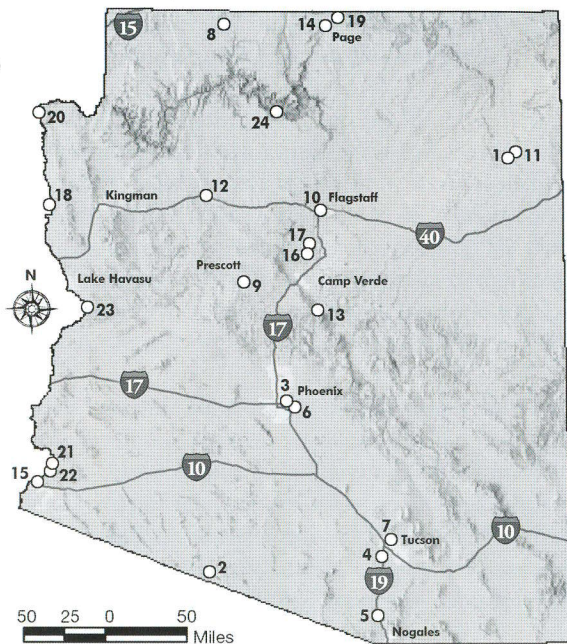 15
8
14
19
Page
20
24
1
11
18
Kingman
12
10
Flagstaff
40
17
16
N
Lake Havasu
Prescott
9
Camp Verde
13
23
17
17
3
Phoenix
6
21
22
15
10
7
Tucson
10
4
2
19
5
Nogales
50 25 0 50
Miles